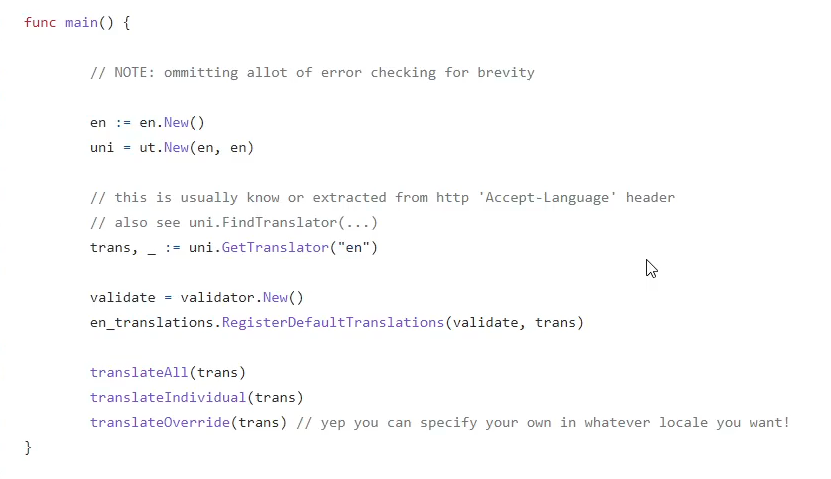 func main() {
// NOTE: ommitting allot of error checking for brevity
en := en.New()
uni = ut.New(en, en)
// this is usually know or extracted from http 'Accept-Language' header
// also see uni.FindTranslator(...)
trans, _ := uni.GetTranslator("en")
validate = validator.New()
en_translations.RegisterDefaultTranslations(validate, trans)
translateAll(trans)
translateIndividual(trans)
translateOverride(trans) // yep you can specify your own in whatever locale you want!
}